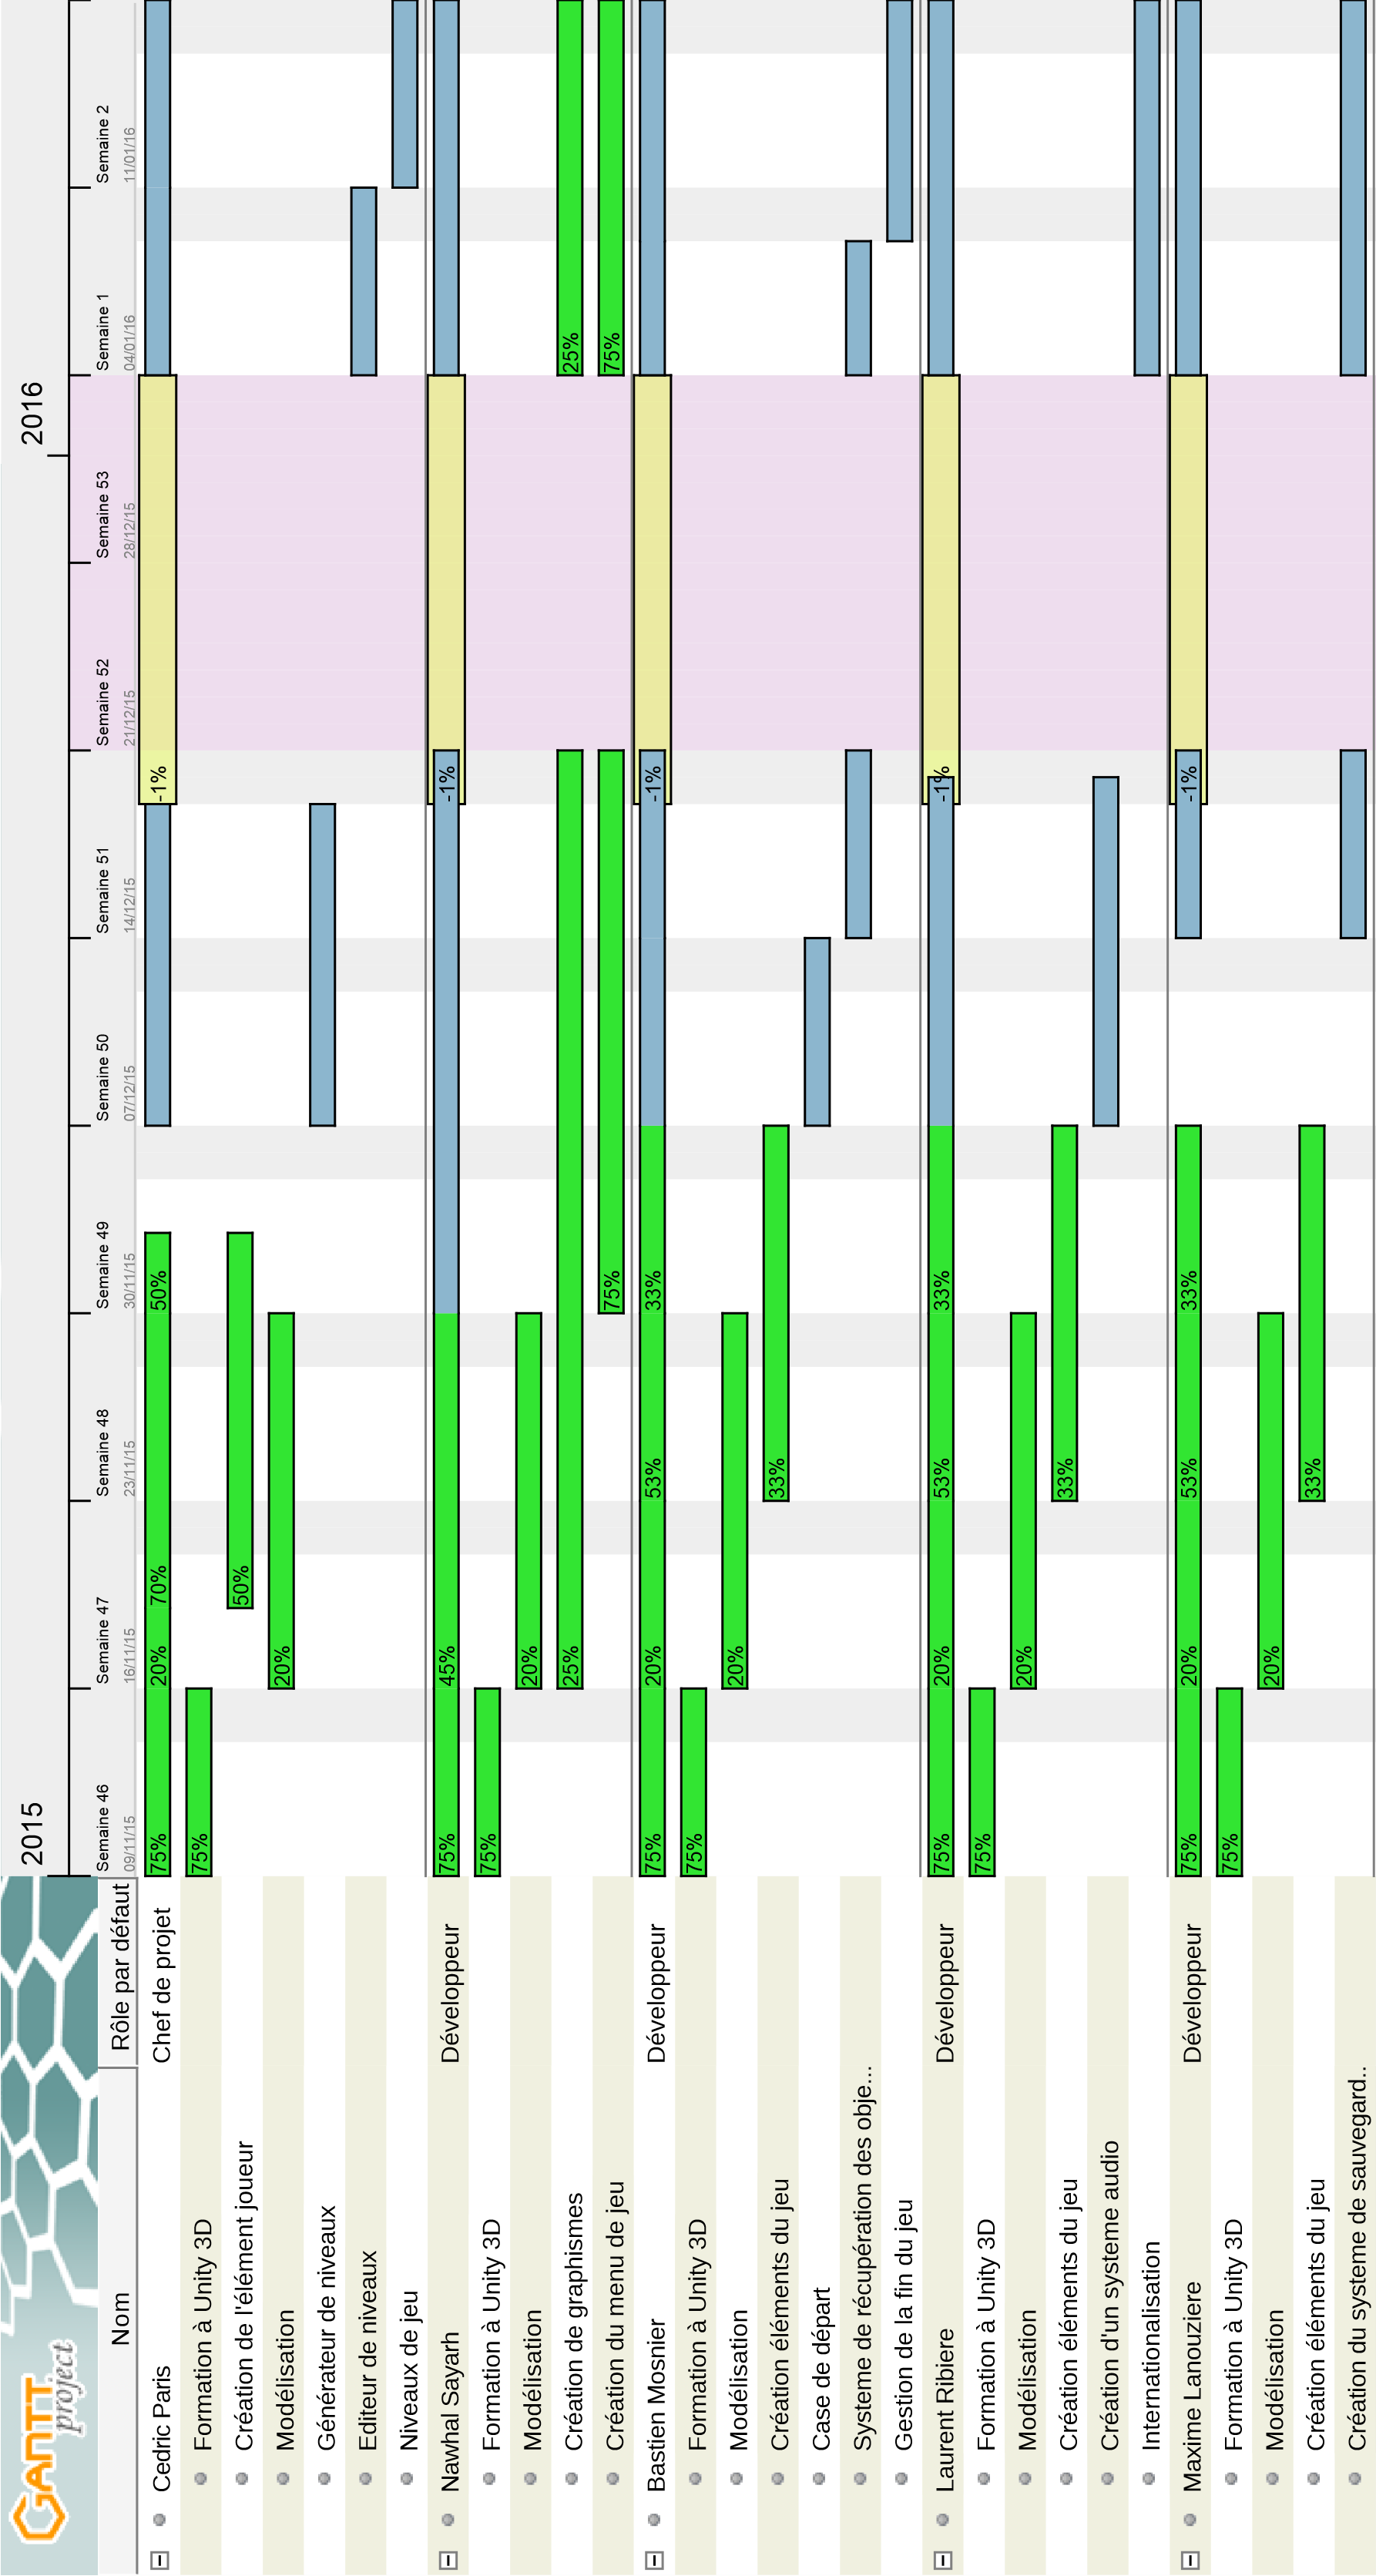 GANTT
project
2015
2016
Nom
Rôle par défaut
Semaine 46
Semaine 47
Semaine 48
Semaine 49
Semaine 50
Semaine 51
Semaine 52
Semaine 53
Semaine 1
Semaine 2
09/11/15
16/11/15
23/11/15
30/11/15
07/12/15
14/12/15
21/12/15
28/12/15
04/01/16
11/01/16
Cedric Paris Chef de projet 75% 20% 70% 50% -1%
Formation à Unity 3D 75%
Création de l'élément joueur 50%
Modélisation 20%
Générateur de niveaux
Editeur de niveaux
Niveaux de jeu
Nawhal Sayarh Développeur 75% 45% -1%
Formation à Unity 3D 75%
Modélisation 20%
Création de graphismes 25% 25%
Création du menu de jeu 75% 75%
Bastien Mosnier Développeur 75% 20% 53% 33% -1%
Formation à Unity 3D 75%
Modélisation 20%
Création éléments du jeu 33%
Case de départ
Systeme de récupération des obje...
Gestion de la fin du jeu
Laurent Ribiere Développeur 75% 20% 53% 33% -1%
Formation à Unity 3D 75%
Modélisation 20%
Création éléments du jeu 33%
Création d'un systeme audio
Internationalisation
Maxime Lanouziere Développeur 75% 20% 53% 33% -1%
Formation à Unity 3D 75%
Modélisation 20%
Création éléments du jeu 33%
Création du systeme de sauvegard..